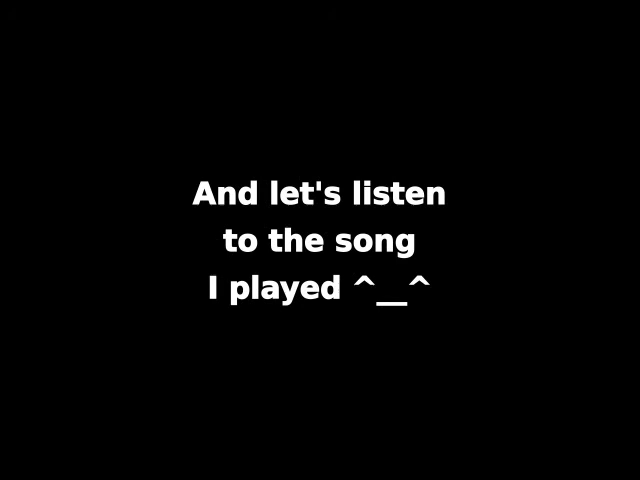 And let's listen
to the song
I played ^__^